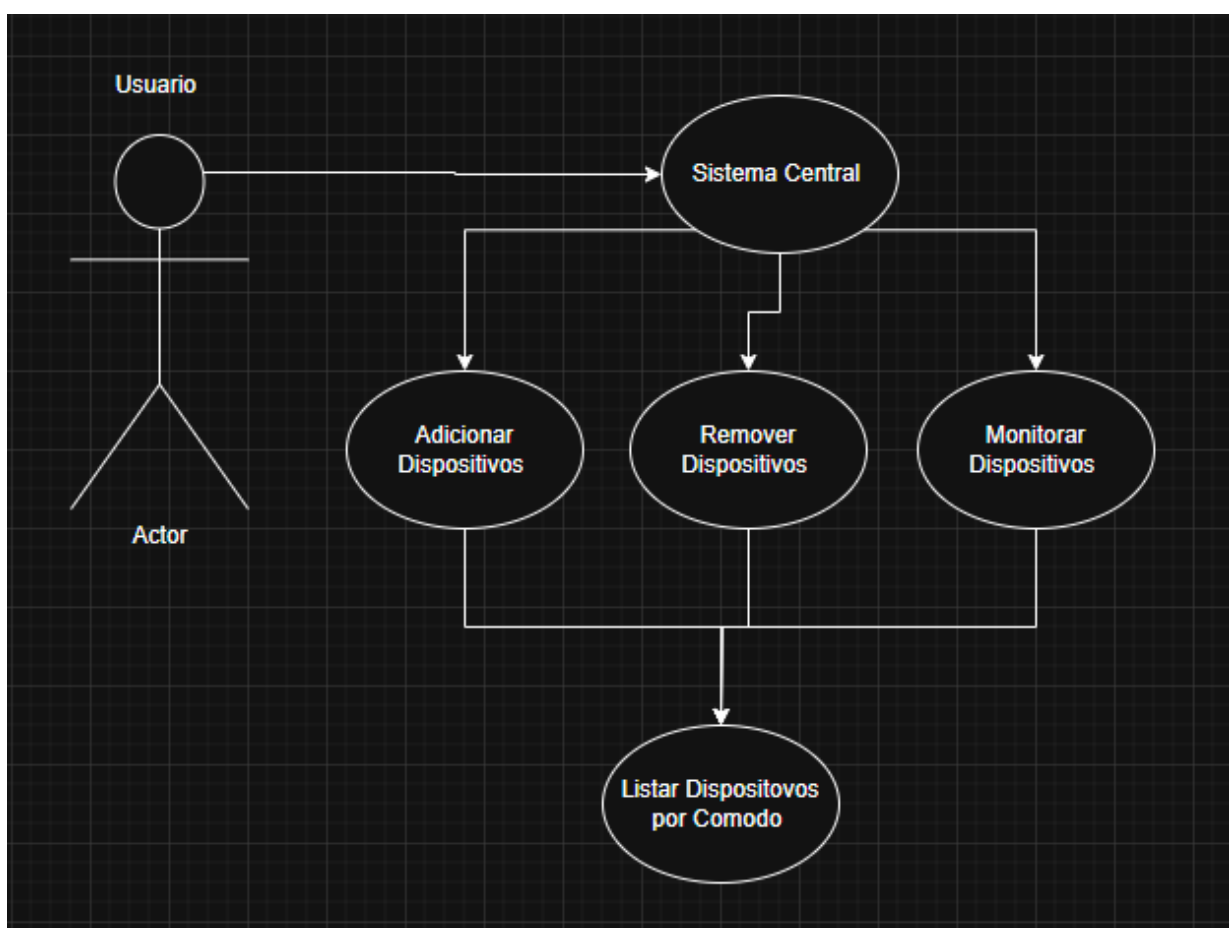 Usuario
Sistema Central
Adicionar
Dispositivos
Remover
Dispositivos
Monitorar
Dispositivos
Actor
Listar Dispositovos
por Comodo